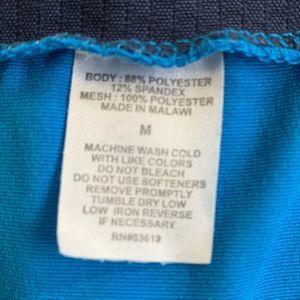 BODY : 88% POLYESTER
12% SPANDEX
MESH : 100% POLYESTER
MADE IN MALAWI
M
MACHINE WASH COLD
WITH LIKE COLORS
DO NOT BLEACH
DO NOT USE SOFTENERS
REMOVE PROMPTLY
TUMBLE DRY LOW
LOW IRON REVERSE
IF NECESSARY
RN#63619